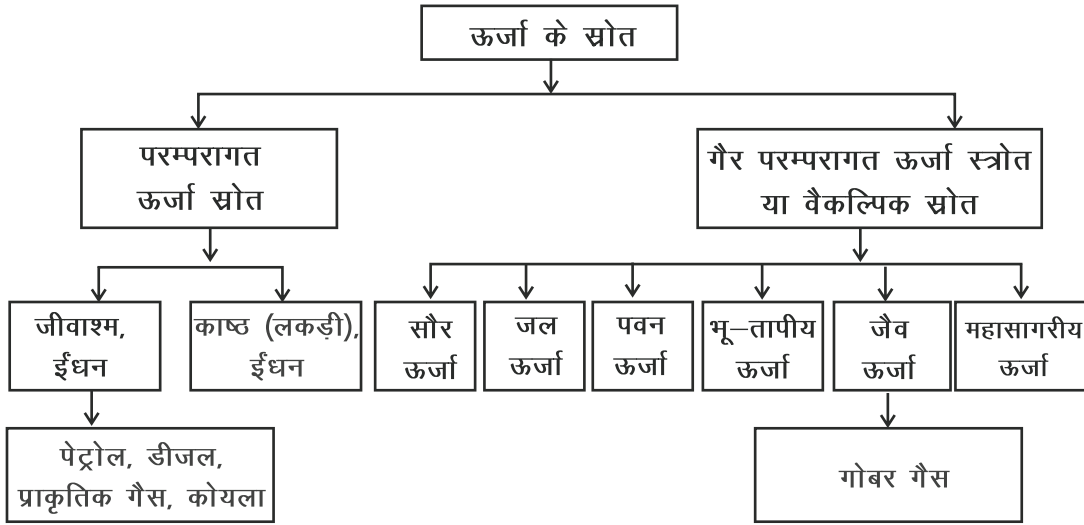 ऊर्जा के स्रोत
परम्परागत
ऊर्जा स्रोत
गैर परम्परागत ऊर्जा स्त्रोत
या वैकल्पिक स्रोत
जीवाश्म,
ईंधन
काष्ठ (लकड़ी),
ईंधन
सौर
ऊर्जा
जल
ऊर्जा
पवन
ऊर्जा
भू–तापीय
ऊर्जा
जैव
ऊर्जा
महासागरीय
ऊर्जा
पेट्रोल, डीजल,
प्राकृतिक गैस, कोयला
गोबर गैस